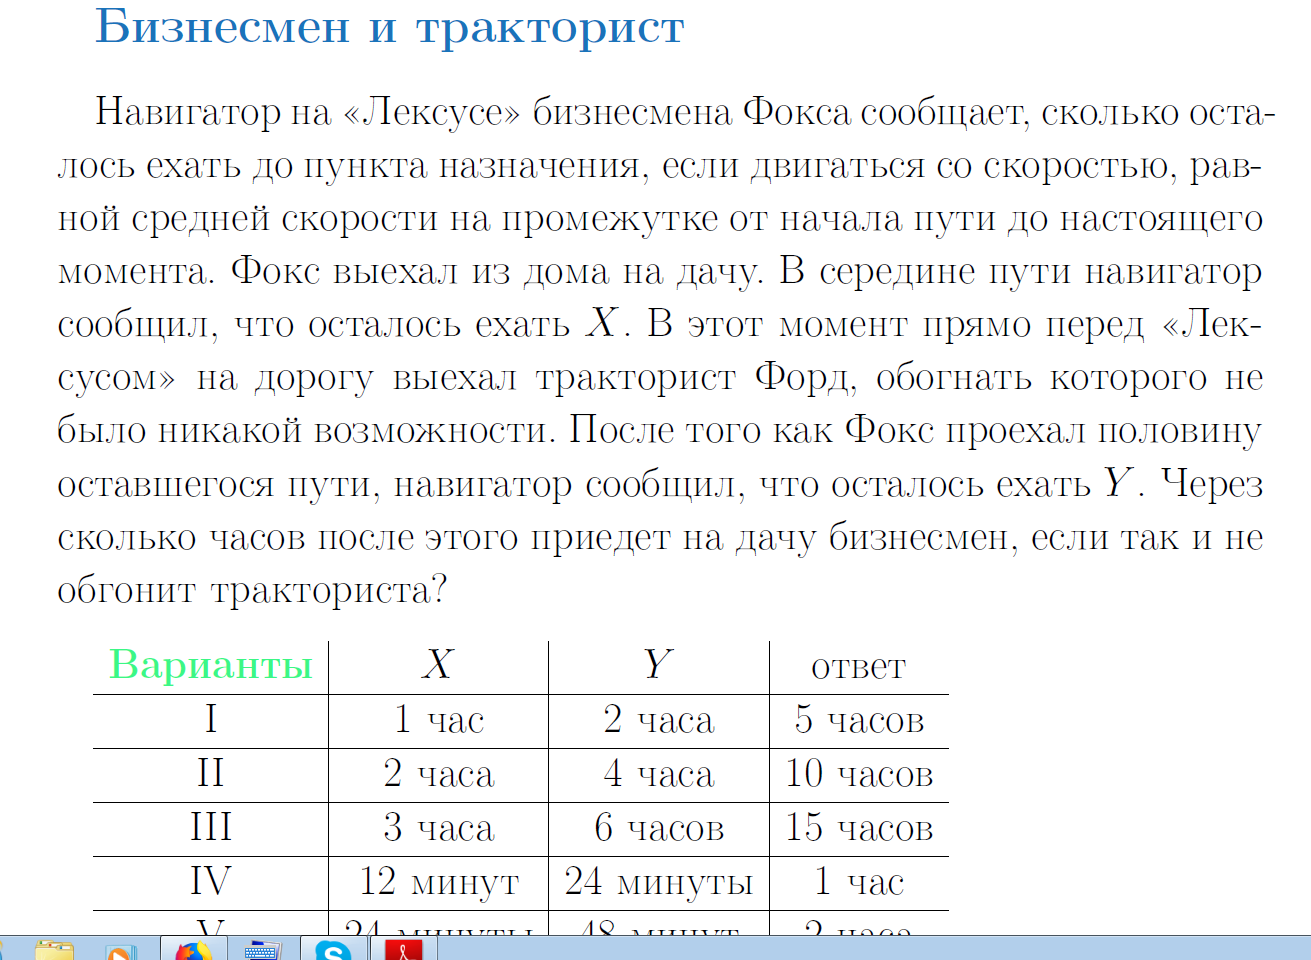 Бизнесмен и тракторист
Навигатор на «Лексусе» бизнесмена Фокса сообщает, сколько оста-
лось ехать до пункта назначения, если двигаться со скоростью, рав-
ной средней скорости на промежутке от начала пути до настоящего
момента. Фокс выехал из дома на дачу. В середине пути навигатор
сообщил, что осталось ехать X. В этот момент прямо перед «Лек-
сусом» на дорогу выехал тракторист Форд, обогнать которого не
было никакой возможности. После того как Фокс проехал половину
оставшегося пути, навигатор сообщил, что осталось ехать Y. Через
сколько часов после этого приедет на дачу бизнесмен, если так и не
обгонит тракториста?
Варианты X Y ответ
I 1 час 2 часа 5 часов
II 2 часа 4 часа 10 часов
III 3 часа 6 часов 15 часов
IV 12 минут 24 минуты 1 час
V 24 минуты 48 минут 2 часа